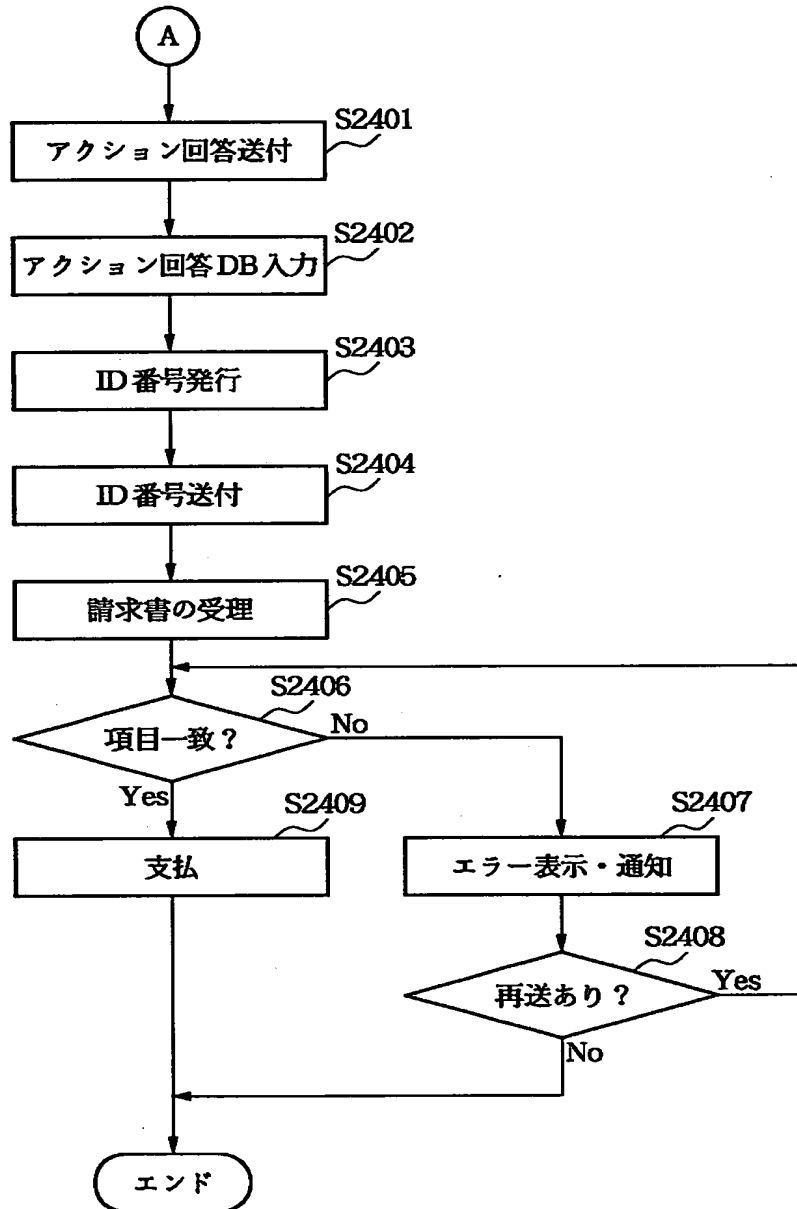 A
S2401
アクション回答送付
S2402
アクション回答DB入力
S2403
ID番号発行
S2404
ID番号送付
S2405
請求書の受理
S2406
項目一致？
No
Yes
S2409
支払
S2407
エラー表示・通知
S2408
再送あり？
Yes
No
エンド